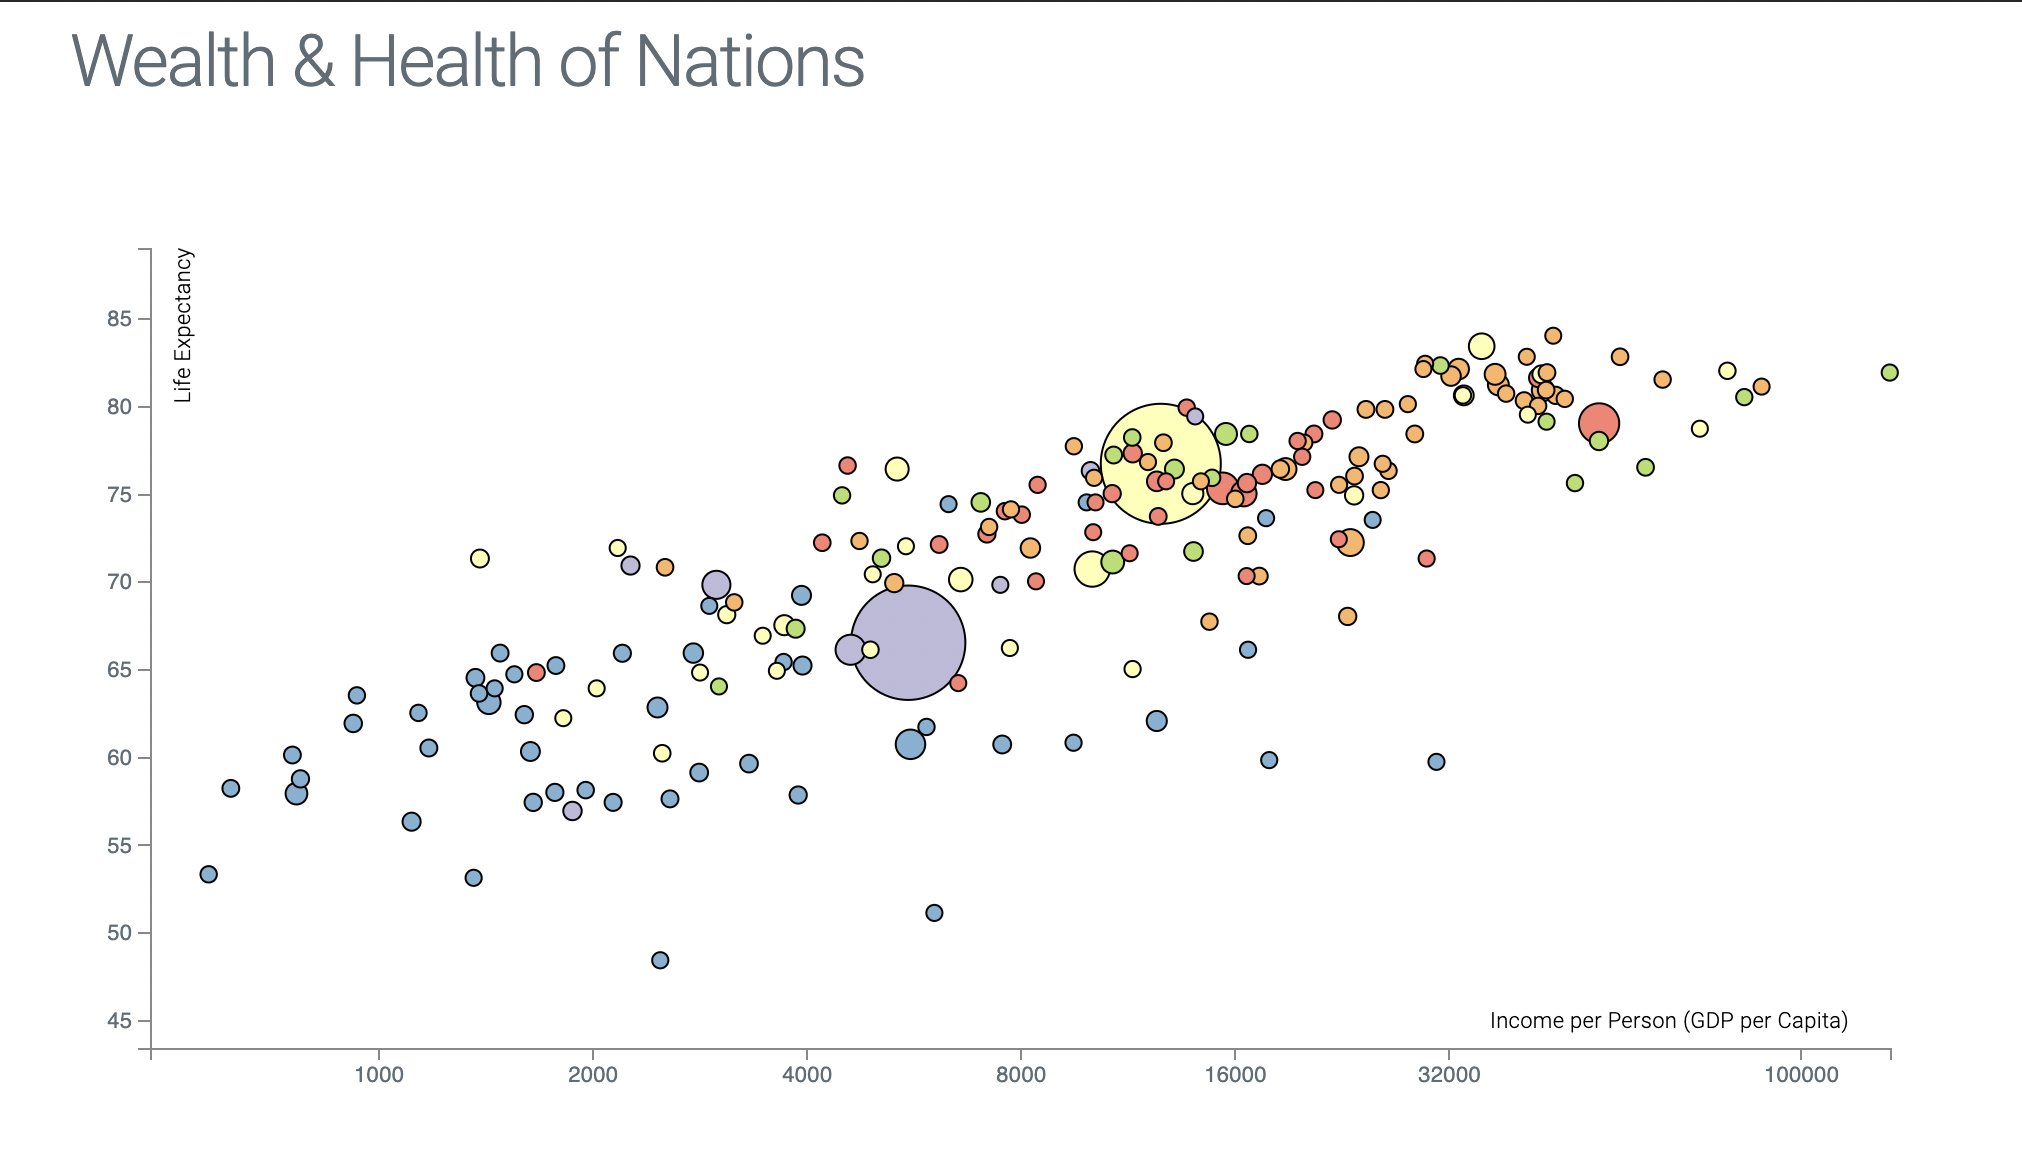 Wealth & Health of Nations
Life Expectancy
85
80
75
70
65
60
55
50
45
Income per Person (GDP per Capita)
1000 2000 4000 8000 16000 32000 100000